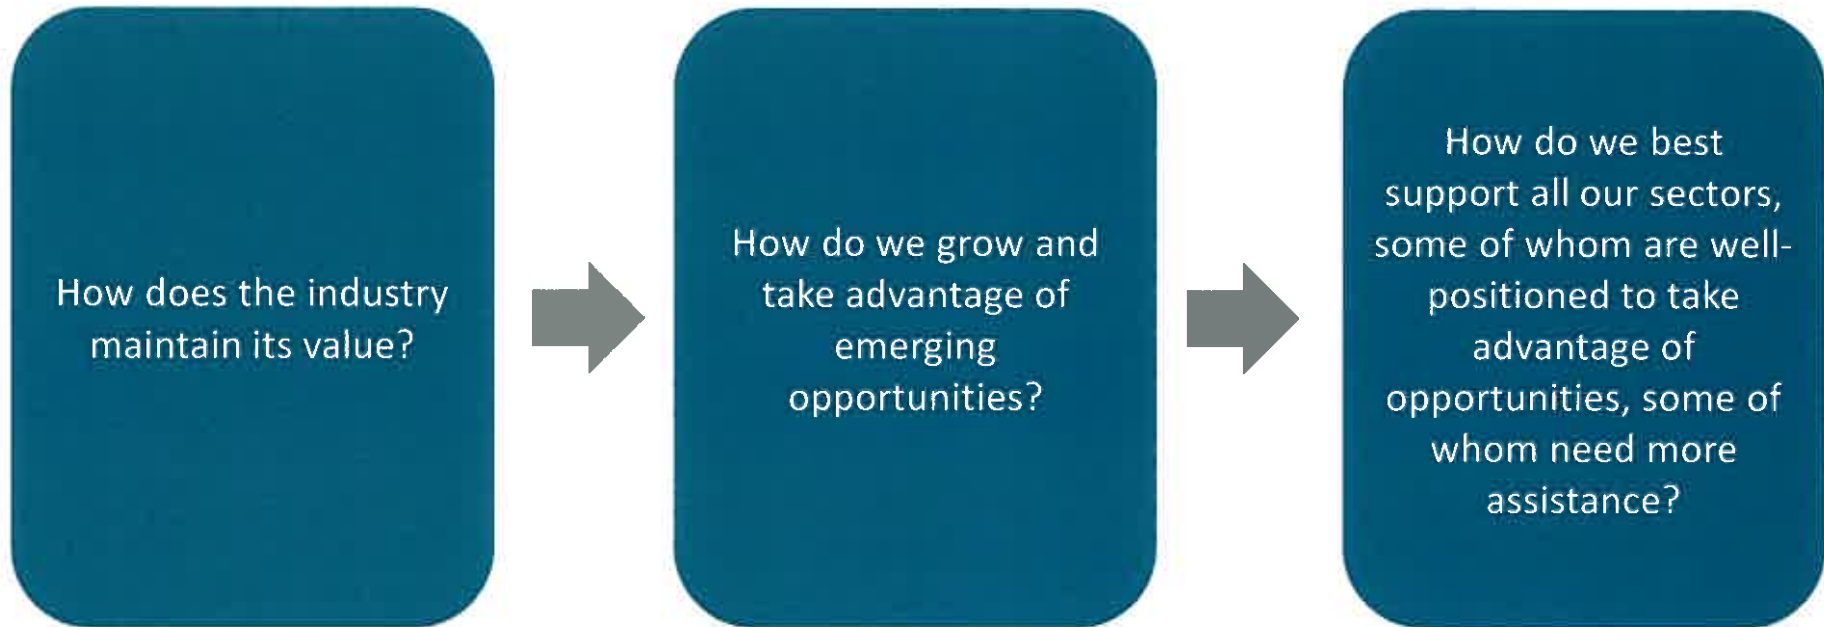 How does the industry
maintain its value?
How do we grow and
take advantage of
emerging
opportunities?
How do we best
support all our sectors,
some of whom are well-
positioned to take
advantage of
opportunities, some of
whom need more
assistance?